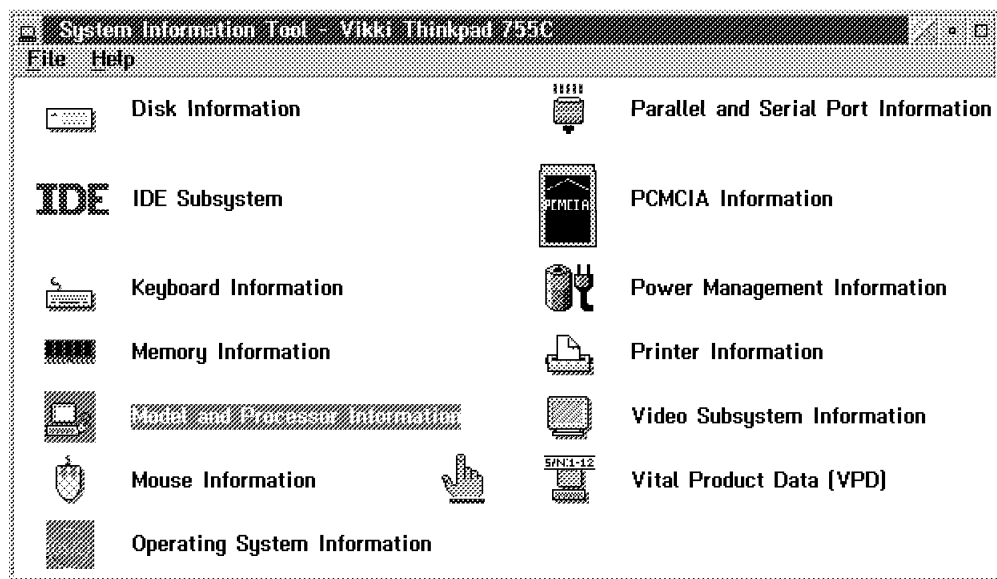 System Information Tool - Vikki Thinkpad 755C
File Help
Disk Information
Parallel and Serial Port Information
IDE
IDE Subsystem
PCMCIA
PCMCIA Information
Keyboard Information
Power Management Information
Memory Information
Printer Information
Model and Processor Information
Video Subsystem Information
Mouse Information
S/N:1-12
Vital Product Data (VPD)
Operating System Information